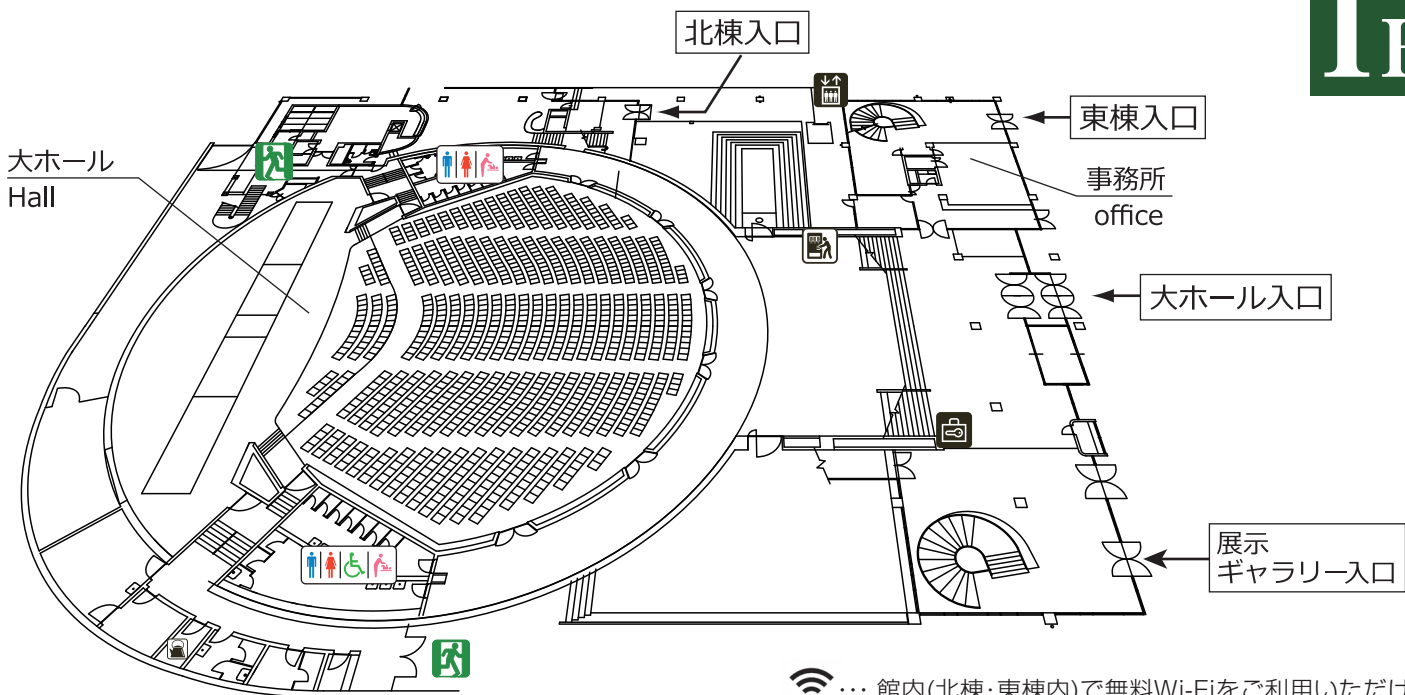 1F
北棟入口
東棟入口
大ホール
Hall
事務所
office
大ホール入口
展示
ギャラリー入口
… 館内(北棟・東棟内)で無料Wi-Fiをご利用いただけ